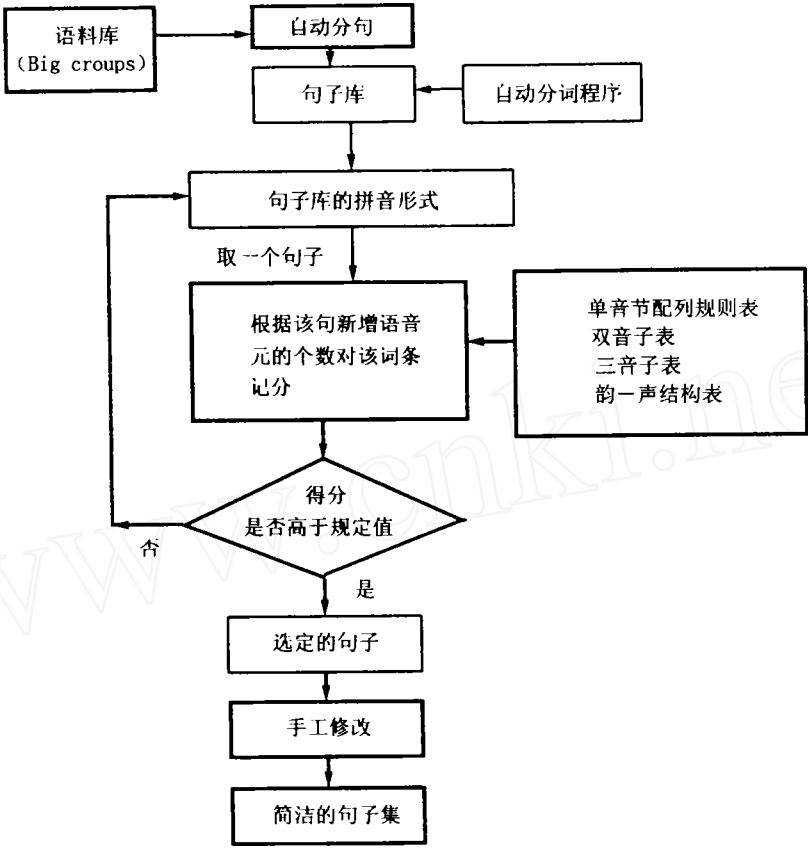 语料库
（Big croups）
自动分句
句子库
自动分词程序
句子库的拼音形式
取一个句子
根据该句新增语音
元的个数对该词条
记分
单音节配列规则表
双音子表
三音子表
韵－声结构表
得分
是否高于规定值
否
是
选定的句子
手工修改
简洁的句子集
www.cnki.ne